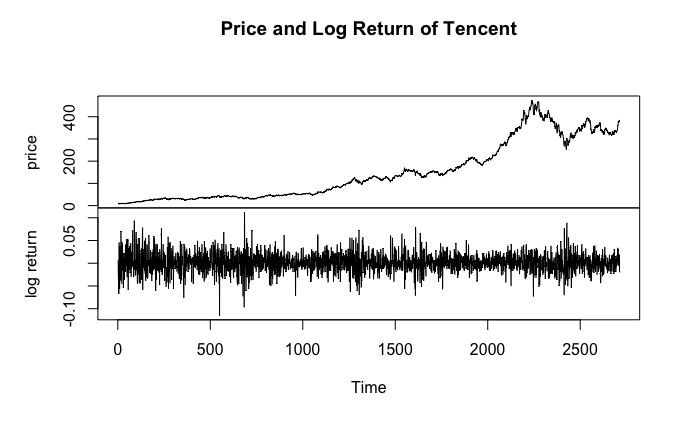 Price and Log Return of Tencent
price
0 200 400
log return
-0.10 0.05
0 500 1000 1500 2000 2500
Time